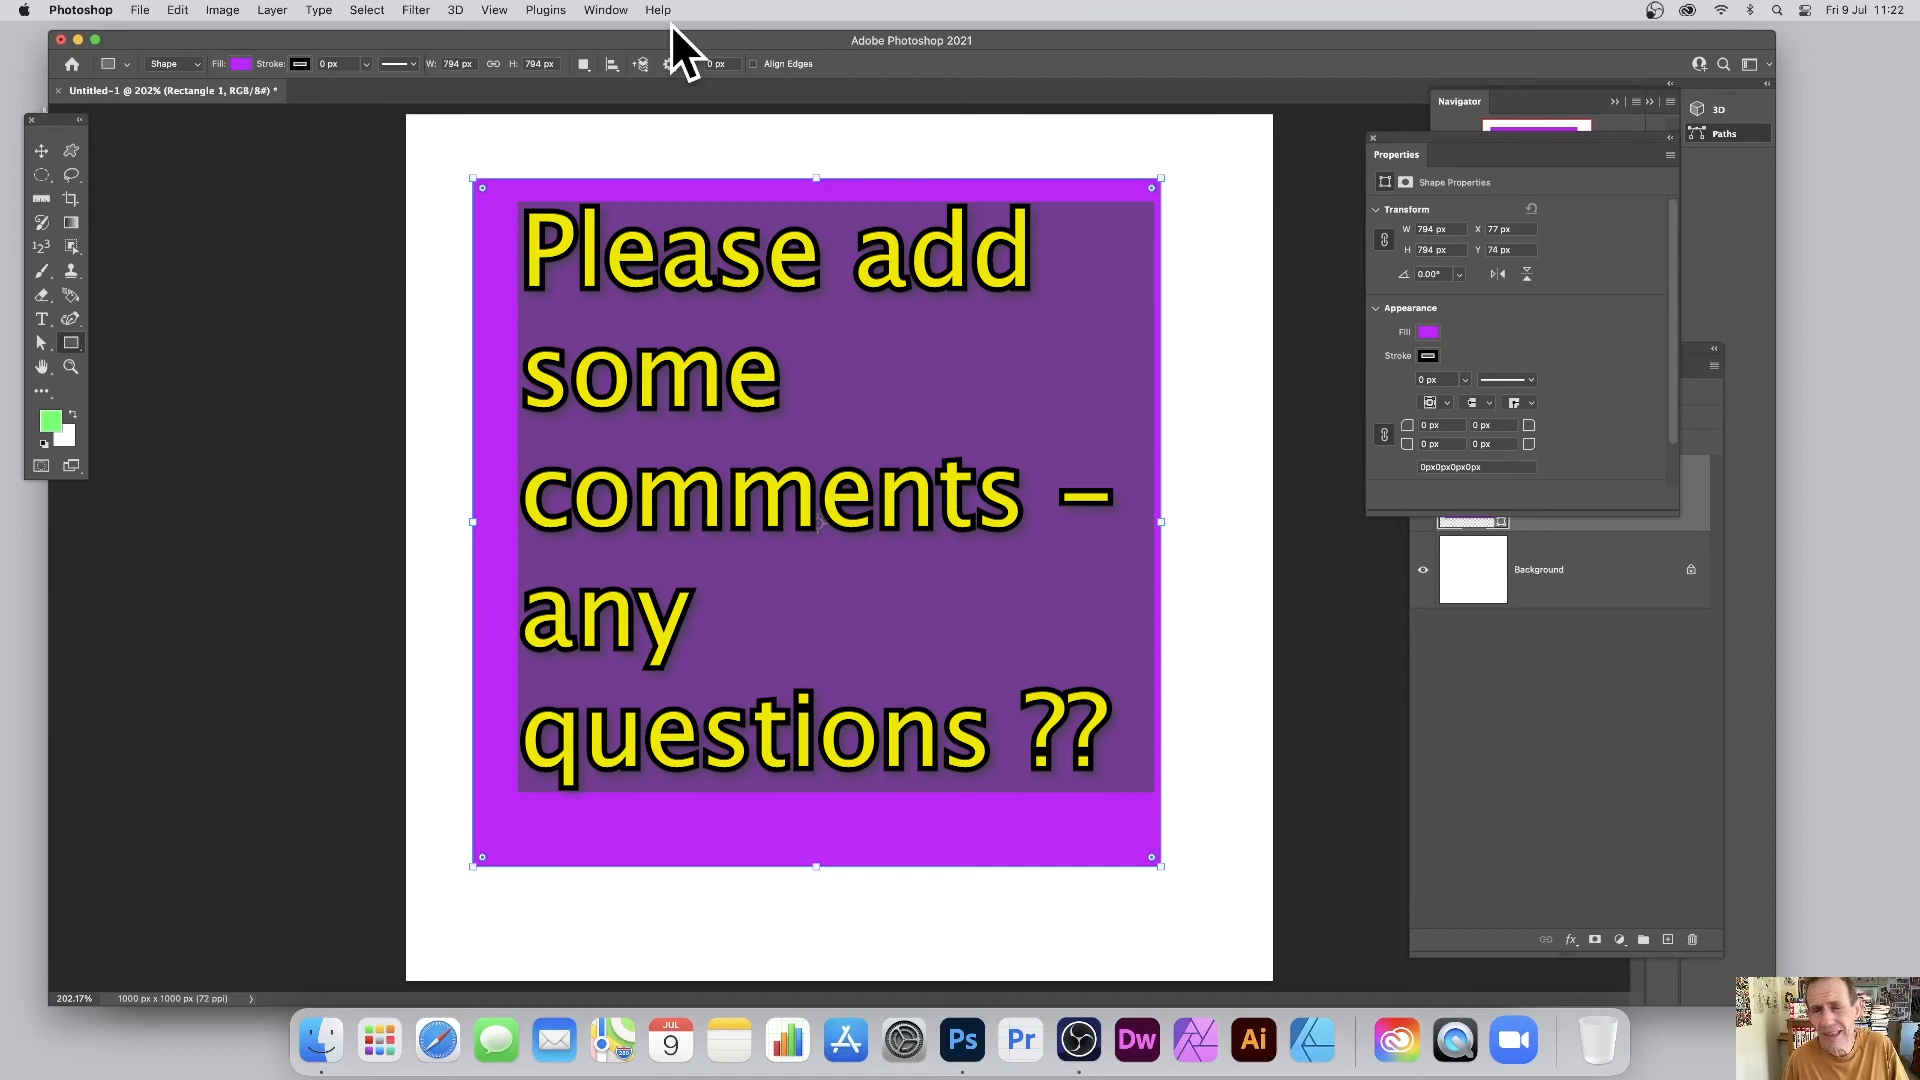 Photoshop File Edit Image Layer Type Select Filter 3D View Plugins Window Help Fri 9 Jul 11:22
Adobe Photoshop 2021
Shape Fill: Stroke: 0 px W: 794 px H: 794 px 0 px Align Edges
Untitled-1 @ 202% (Rectangle 1, RGB/8#) *
Navigator
3D
Paths
Properties
Shape Properties
Transform
W 794 px X 77 px
H 794 px Y 74 px
0.00°
Appearance
Fill
Stroke
0 px
0 px 0 px
0 px 0 px
0px0px0px0px
Background
Please add
some
comments –
any
questions ??
202.17% 1000 px x 1000 px (72 ppi)
JUL
9
Ps
Pr
Dw
Ai